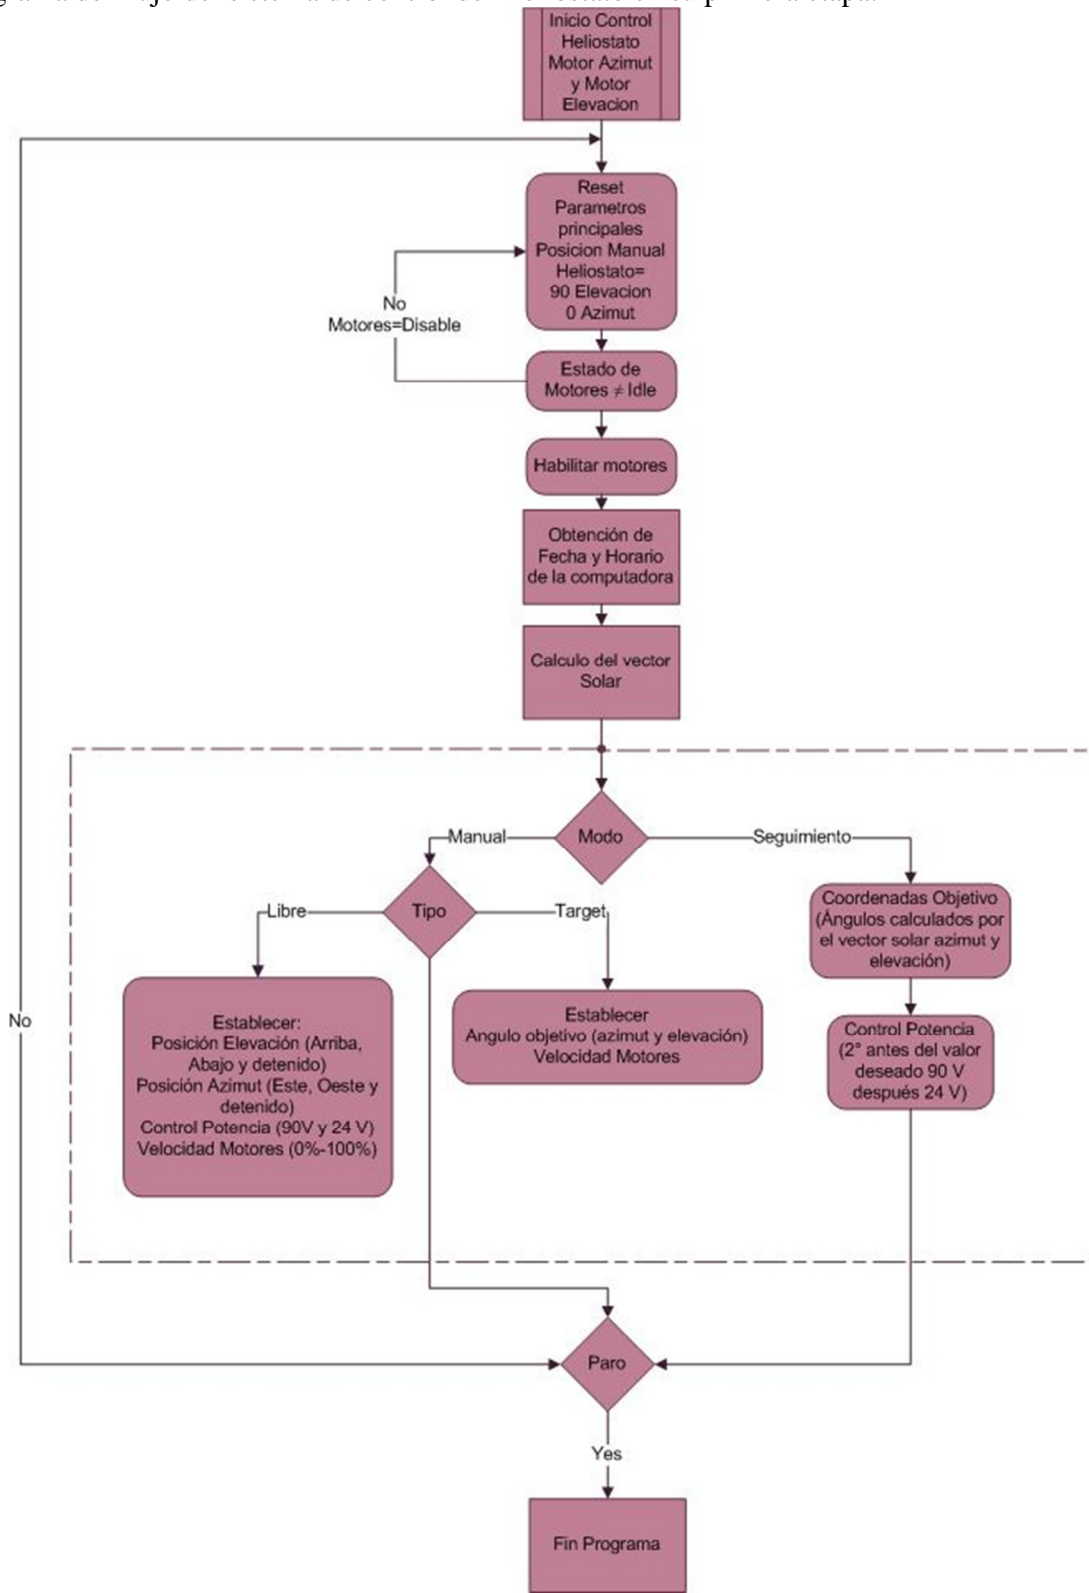 Inicio Control
Heliostato
Motor Azimut
y Motor
Elevacion
Reset
Parametros
principales
Posicion Manual
Heliostato=
90 Elevacion
0 Azimut
No
Motores=Disable
Estado de
Motores ≠ Idle
Habilitar motores
Obtención de
Fecha y Horario
de la computadora
Calculo del vector
Solar
Modo
Manual
Seguimiento
Tipo
Libre
Target
Coordenadas Objetivo
(Ángulos calculados por
el vector solar azimut y
elevación)
Establecer:
Posición Elevación (Arriba,
Abajo y detenido)
Posición Azimut (Este, Oeste y
detenido)
Control Potencia (90V y 24 V)
Velocidad Motores (0%-100%)
Establecer
Angulo objetivo (azimut y elevación)
Velocidad Motores
Control Potencia
(2° antes del valor
deseado 90 V
después 24 V)
No
Paro
Yes
Fin Programa